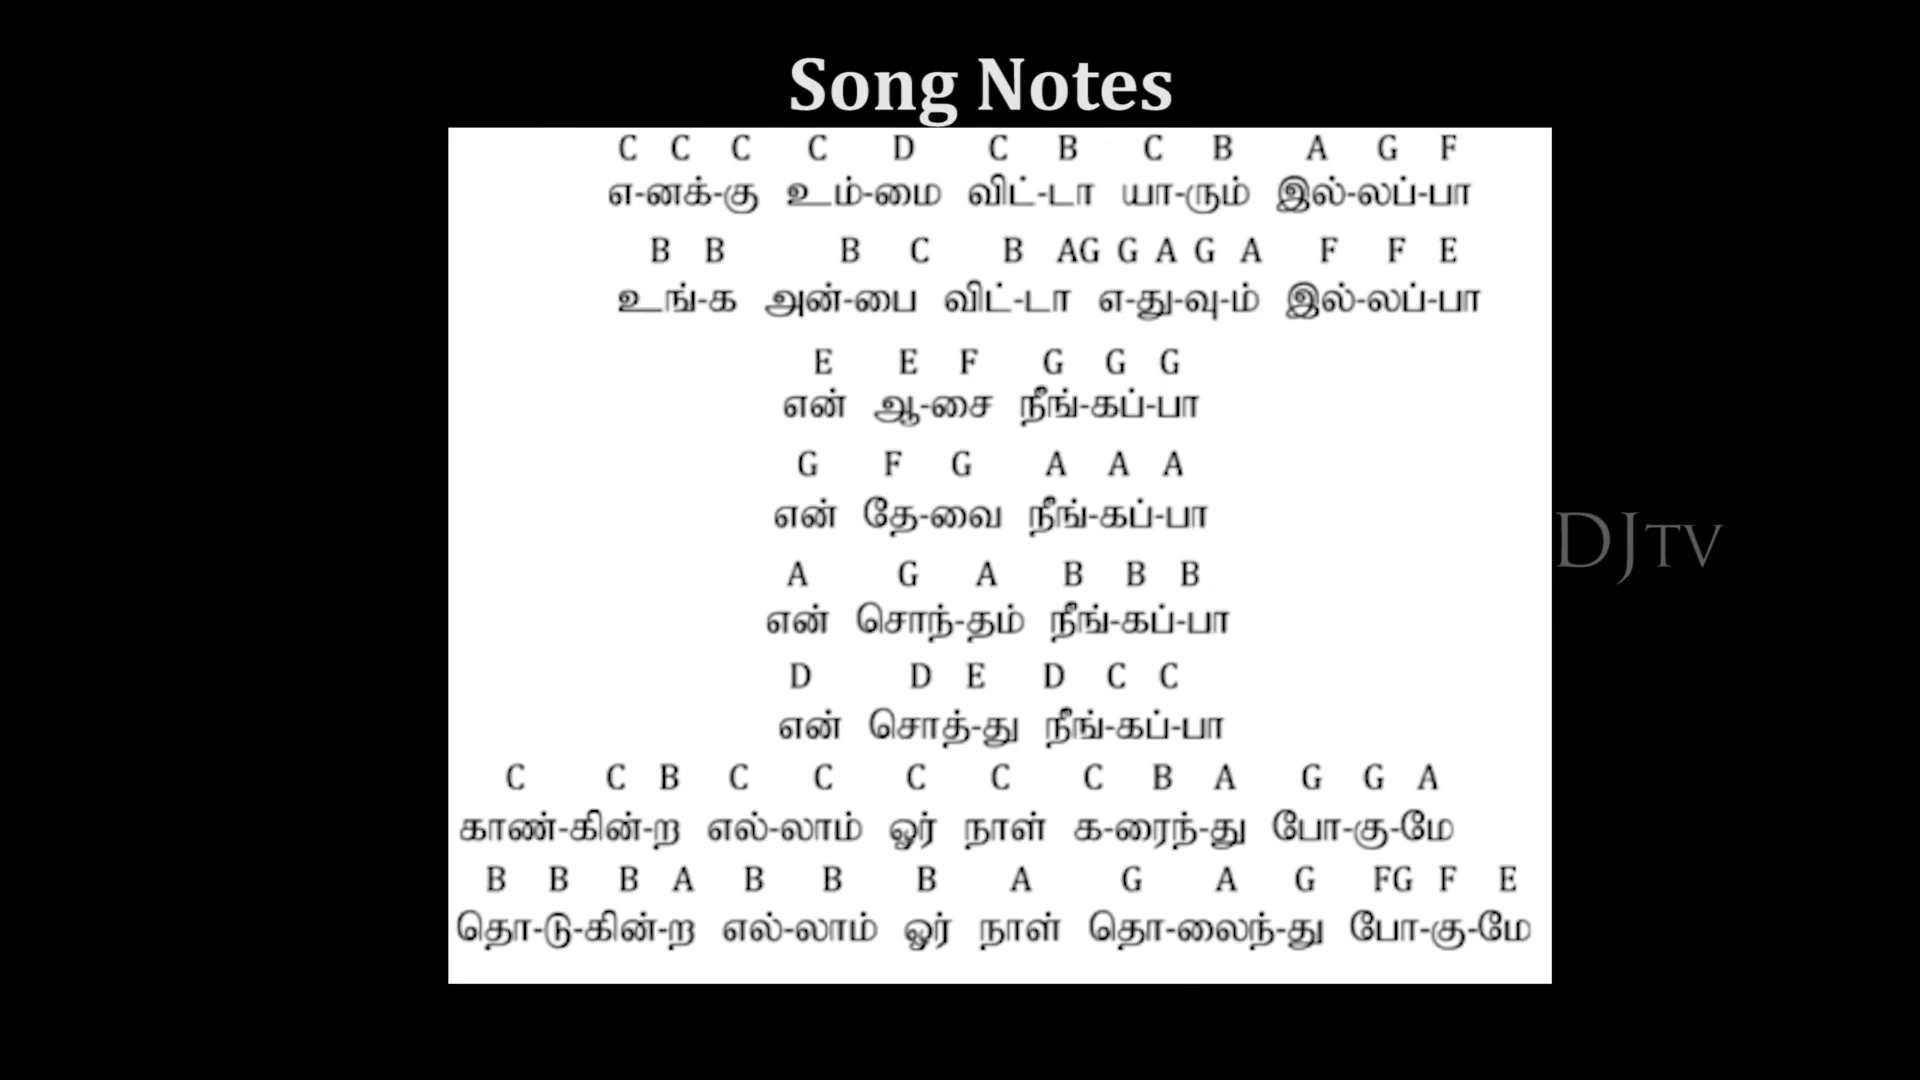 Song Notes
C C C C D C B C B A G F
எ-னக்-கு உம்-மை விட்-டா யா-ரும் இல்-லப்-பா
B B B C B AG G A G A F F E
உங்-க அன்-பை விட்-டா எ-து-வு-ம் இல்-லப்-பா
E E F G G G
என் ஆ-சை நீங்-கப்-பா
G F G A A A
என் தே-வை நீங்-கப்-பா
A G A B B B
என் சொந்-தம் நீங்-கப்-பா
D D E D C C
என் சொத்-து நீங்-கப்-பா
C C B C C C C C B A G G A
காண்-கின்-ற எல்-லாம் ஓர் நாள் க-ரைந்-து போ-கு-மே
B B B A B B B A G A G FG F E
தொ-டு-கின்-ற எல்-லாம் ஓர் நாள் தொ-லைந்-து போ-கு-மே
DJTV